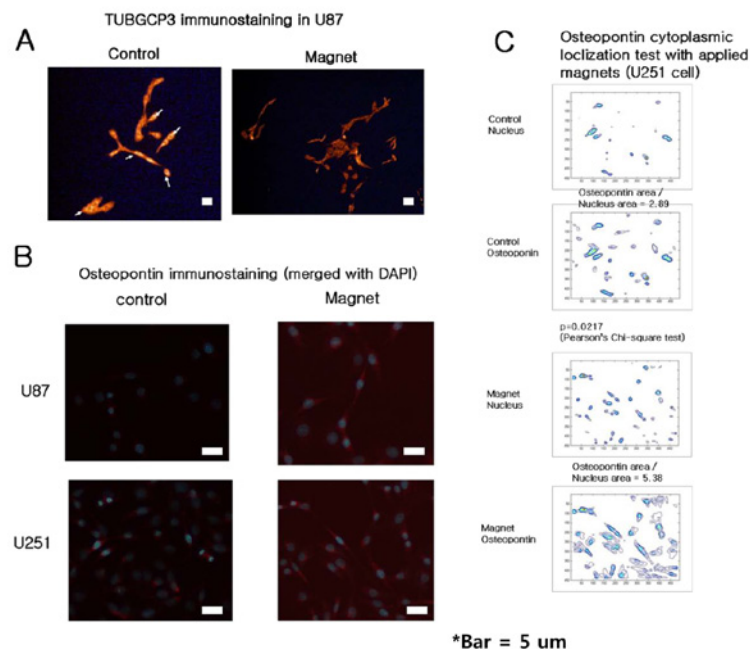 TUBGCP3 immunostaining in U87
A
Control
Magnet
B
Osteopontin immunostaining (merged with DAPI)
control
Magnet
U87
U251
C
Osteopontin cytoplasmic
loclization test with applied
magnets (U251 cell)
Control
Nucleus
Osteopontin area /
Nucleus area = 2.89
Control
Osteoponin
p=0.0217
(Pearson's Chi-square test)
Magnet
Nucleus
Osteopontin area /
Nucleus area = 5.38
Magnet
Osteopontin
*Bar = 5 um